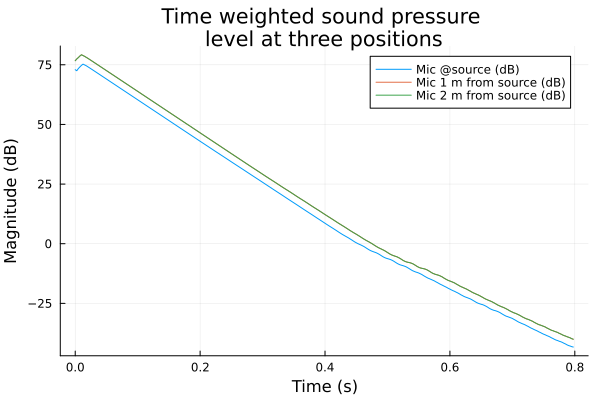 Time weighted sound pressure
level at three positions
Mic @source (dB)
Mic 1 m from source (dB)
Mic 2 m from source (dB)
Magnitude (dB)
75
50
25
0
−25
0.0 0.2 0.4 0.6 0.8
Time (s)